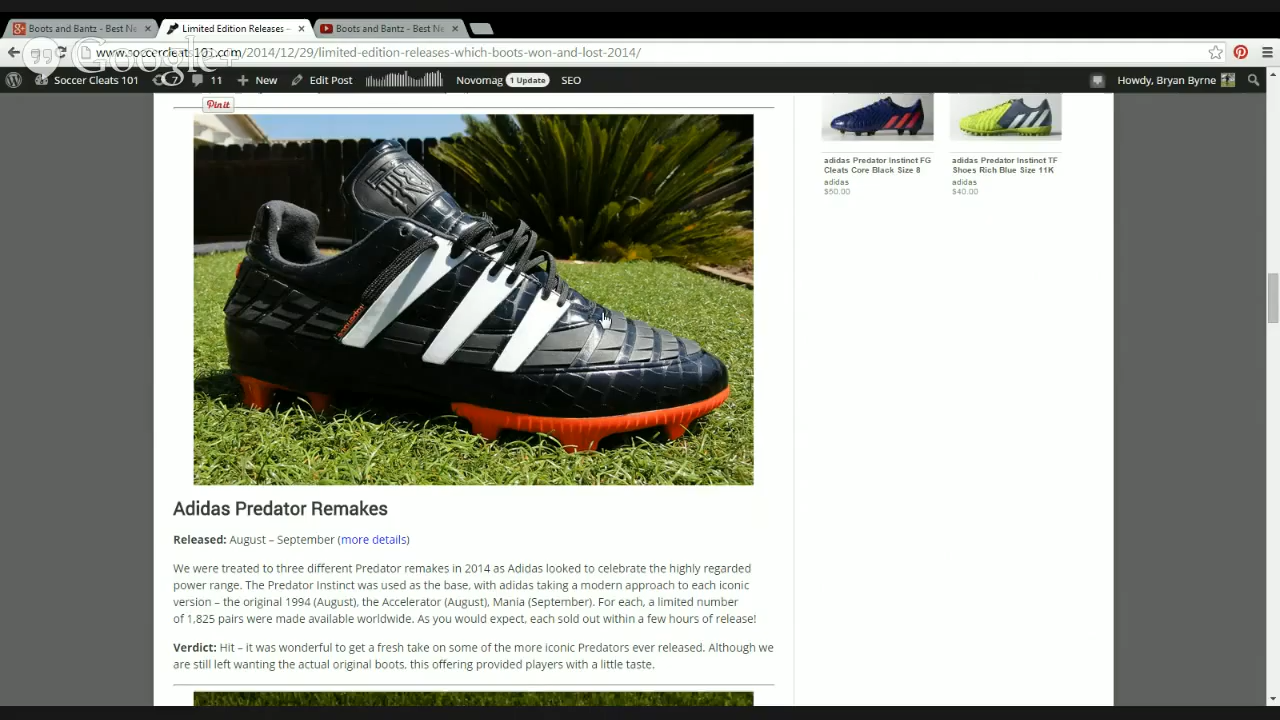 Boots and Bantz - Best Ne
Limited Edition Releases –
Boots and Bantz - Best Ne
www.soccercleats101.com/2014/12/29/limited-edition-releases-which-boots-won-and-lost-2014/
Google+
Soccer Cleats 101
7
11
New
Edit Post
Novomag
1 Update
SEO
Howdy, Bryan Byrne
Pin it
adidas Predator Instinct FG
Cleats Core Black Size 8
adidas
$50.00
adidas Predator Instinct TF
Shoes Rich Blue Size 11K
adidas
$40.00
Adidas Predator Remakes
Released: August – September (more details)
We were treated to three different Predator remakes in 2014 as Adidas looked to celebrate the highly regarded
power range. The Predator Instinct was used as the base, with adidas taking a modern approach to each iconic
version – the original 1994 (August), the Accelerator (August), Mania (September). For each, a limited number
of 1,825 pairs were made available worldwide. As you would expect, each sold out within a few hours of release!
Verdict: Hit – it was wonderful to get a fresh take on some of the more iconic Predators ever released. Although we
are still left wanting the actual original boots, this offering provided players with a little taste.